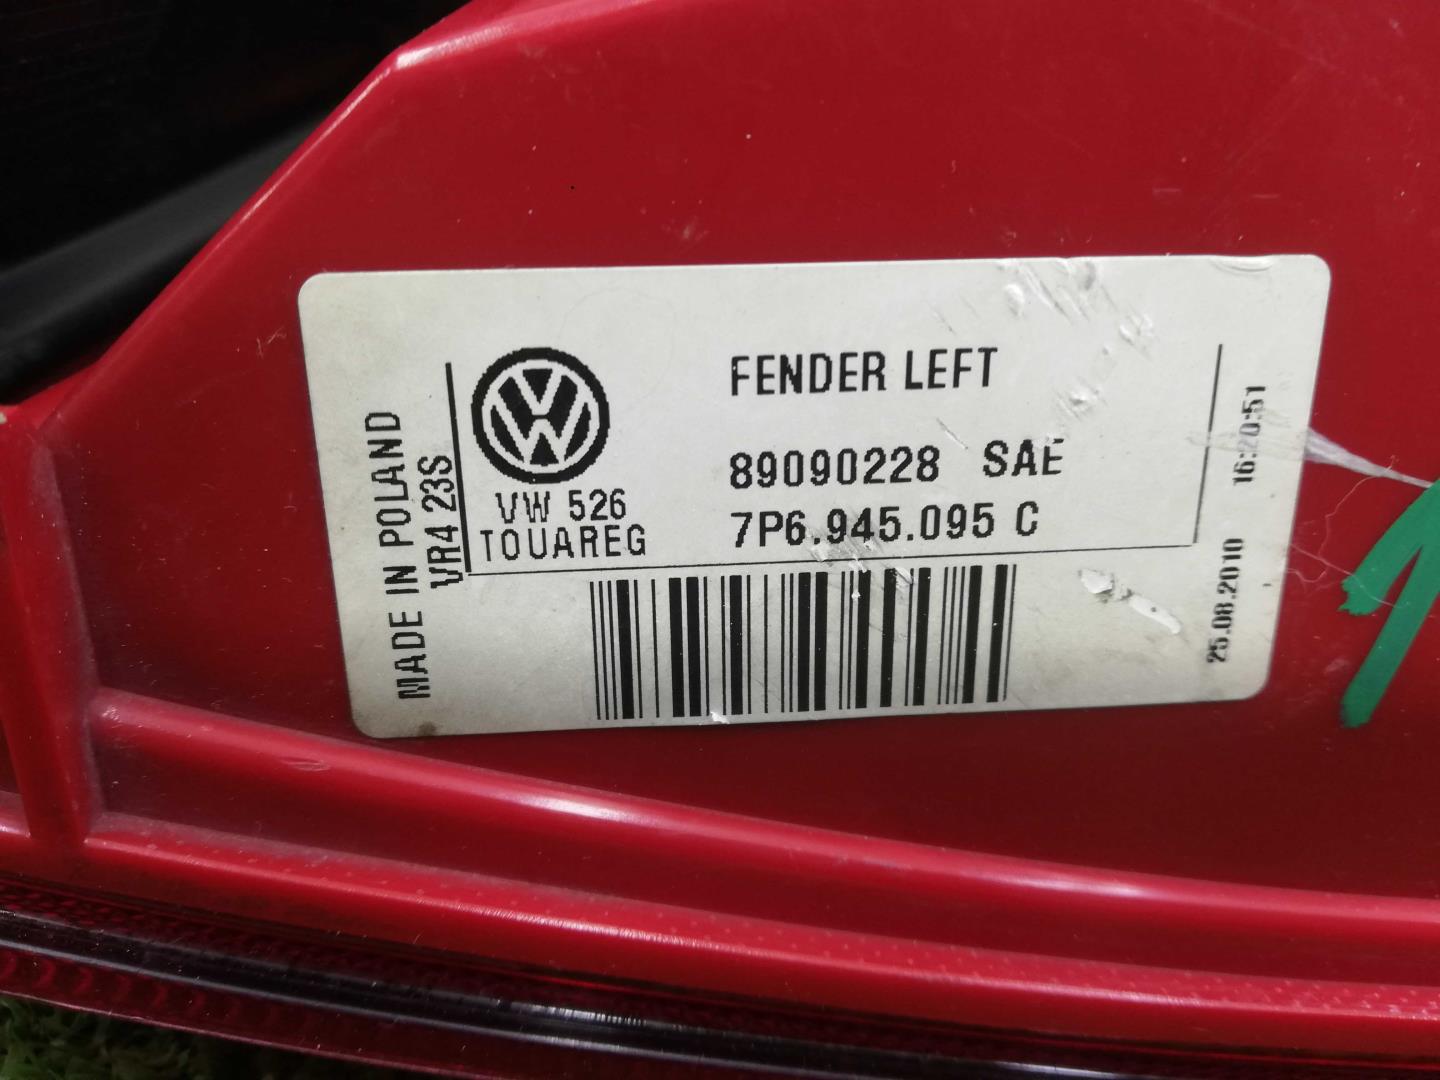 MADE IN POLAND
VR4 23S
VW 526
TOUAREG
FENDER LEFT
89090228 SAE
7P6.945.095 C
25.08.2010 16:20:51